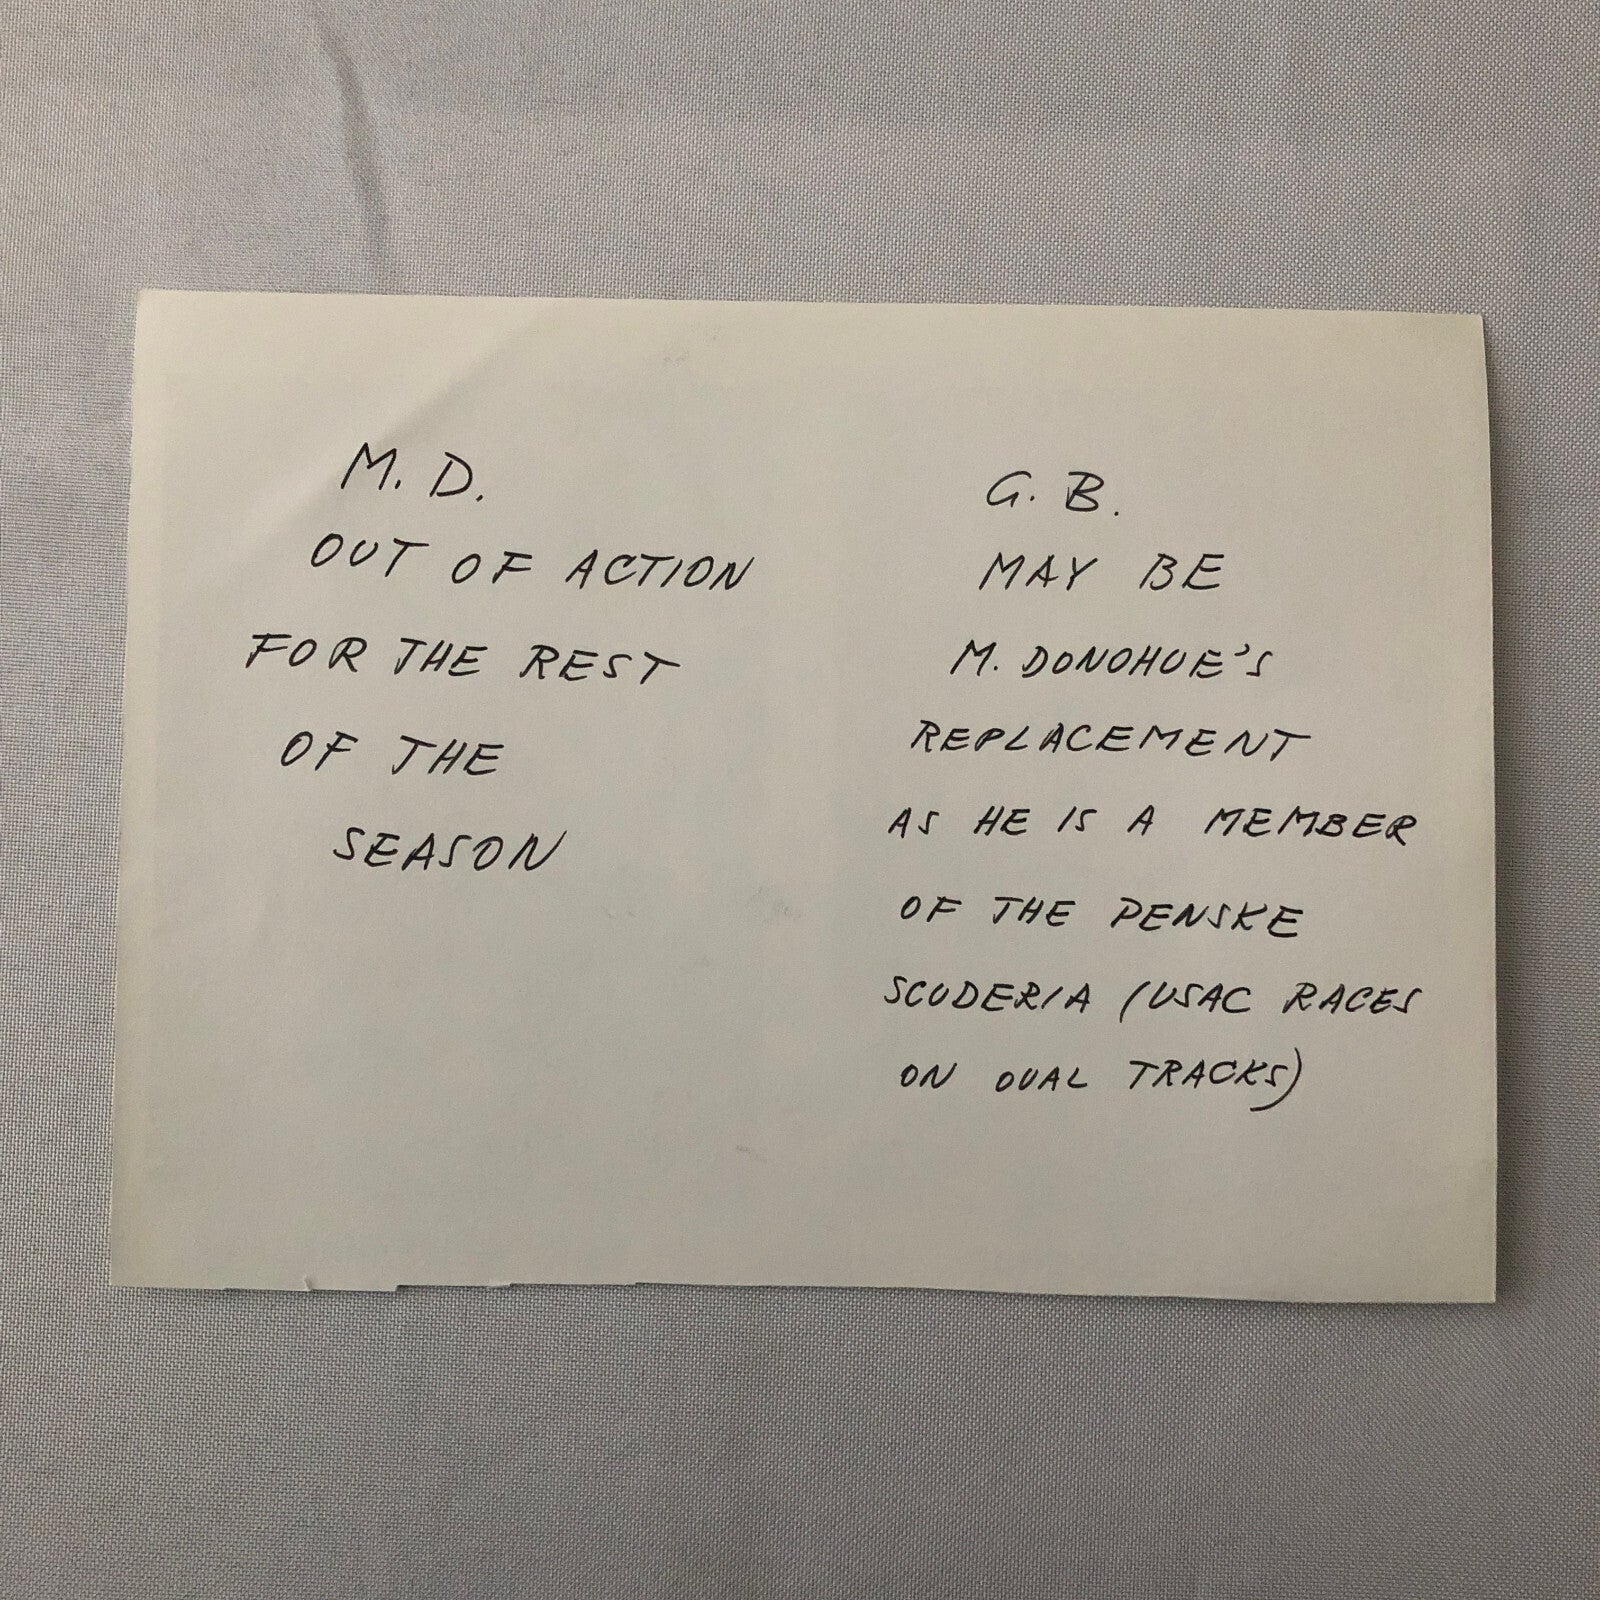 M. D.
OUT OF ACTION
FOR THE REST
OF THE
SEASON
G. B.
MAY BE
M. DONOHUE'S
REPLACEMENT
AS HE IS A MEMBER
OF THE PENSKE
SCUDERIA (USAC RACES
ON OVAL TRACKS)